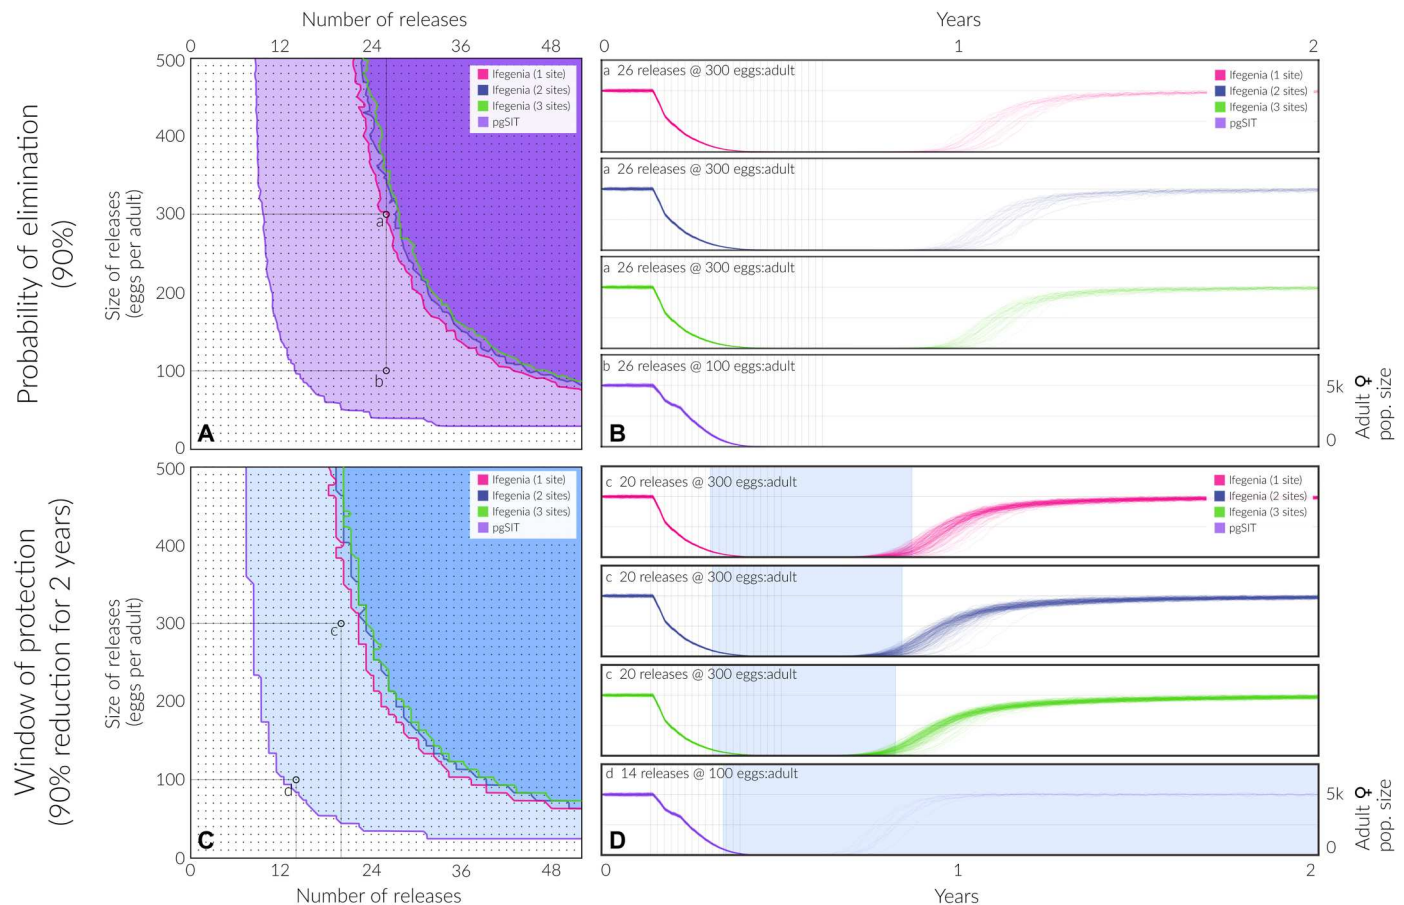 Number of releases
0 12 24 36 48
Years
0 1 2
Probability of elimination
(90%)
Size of releases
(eggs per adult)
500
400
300
200
100
0
Ifegenia (1 site)
Ifegenia (2 sites)
Ifegenia (3 sites)
pgSIT
a
b
A
a 26 releases @ 300 eggs:adult
Ifegenia (1 site)
Ifegenia (2 sites)
Ifegenia (3 sites)
pgSIT
a 26 releases @ 300 eggs:adult
a 26 releases @ 300 eggs:adult
b 26 releases @ 100 eggs:adult
B
5k
0
Adult ♀
pop. size
Window of protection
(90% reduction for 2 years)
Size of releases
(eggs per adult)
500
400
300
200
100
0
Ifegenia (1 site)
Ifegenia (2 sites)
Ifegenia (3 sites)
pgSIT
c
d
C
0 12 24 36 48
Number of releases
c 20 releases @ 300 eggs:adult
Ifegenia (1 site)
Ifegenia (2 sites)
Ifegenia (3 sites)
pgSIT
c 20 releases @ 300 eggs:adult
c 20 releases @ 300 eggs:adult
d 14 releases @ 100 eggs:adult
D
5k
0
Adult ♀
pop. size
0 1 2
Years